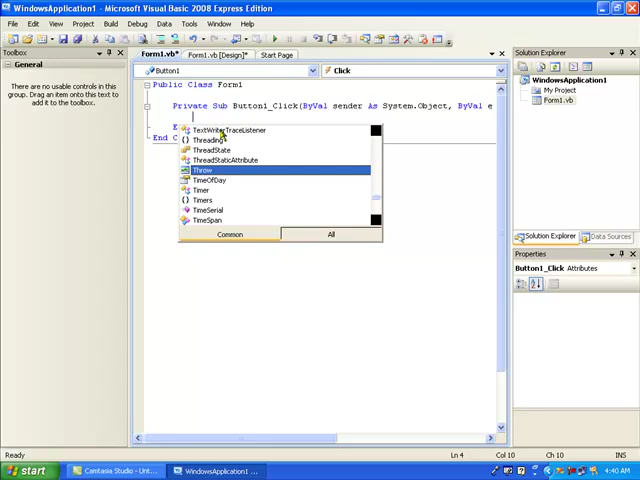 WindowsApplication1 - Microsoft Visual Basic 2008 Express Edition
File Edit View Project Build Debug Data Tools Window Help
Toolbox
General
There are no usable controls in this
group. Drag an item onto this text to
add it to the toolbox.
Form1.vb* Form1.vb [Design]* Start Page
Button1 Click
Public Class Form1
Private Sub Button1_Click(ByVal sender As System.Object, ByVal e
E
End C
TextWriterTraceListener
Threading
ThreadState
ThreadStaticAttribute
Throw
TimeOfDay
Timer
Timers
TimeSerial
TimeSpan
Common All
Solution Explorer
WindowsApplication1
My Project
Form1.vb
Solution Explorer Data Sources
Properties
Button1_Click Attributes
Ready Ln 4 Col 10 Ch 10 INS
start Camtasia Studio - Unt... WindowsApplication1 ... 4:40 AM